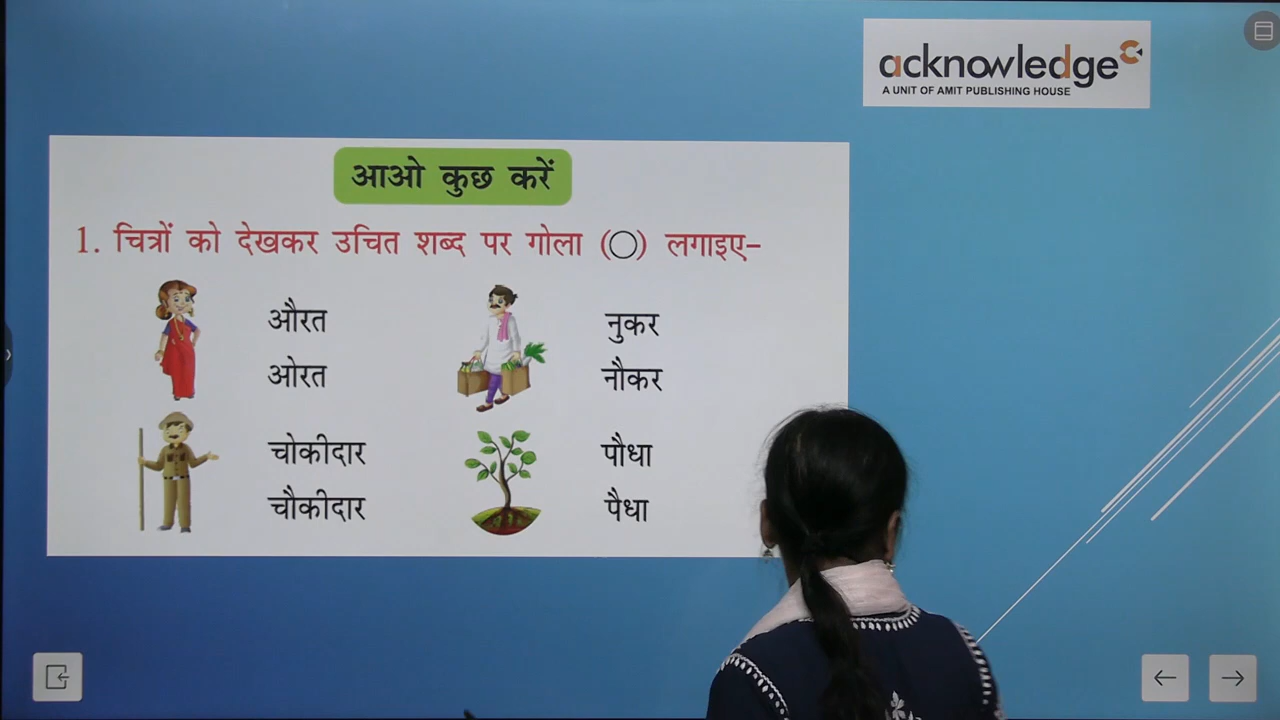 acknowledge
A UNIT OF AMIT PUBLISHING HOUSE
आओ कुछ करें
1. चित्रों को देखकर उचित शब्द पर गोला (○) लगाइए-
औरत
ओरत
नुकर
नौकर
चोकीदार
चौकीदार
पौधा
पैधा